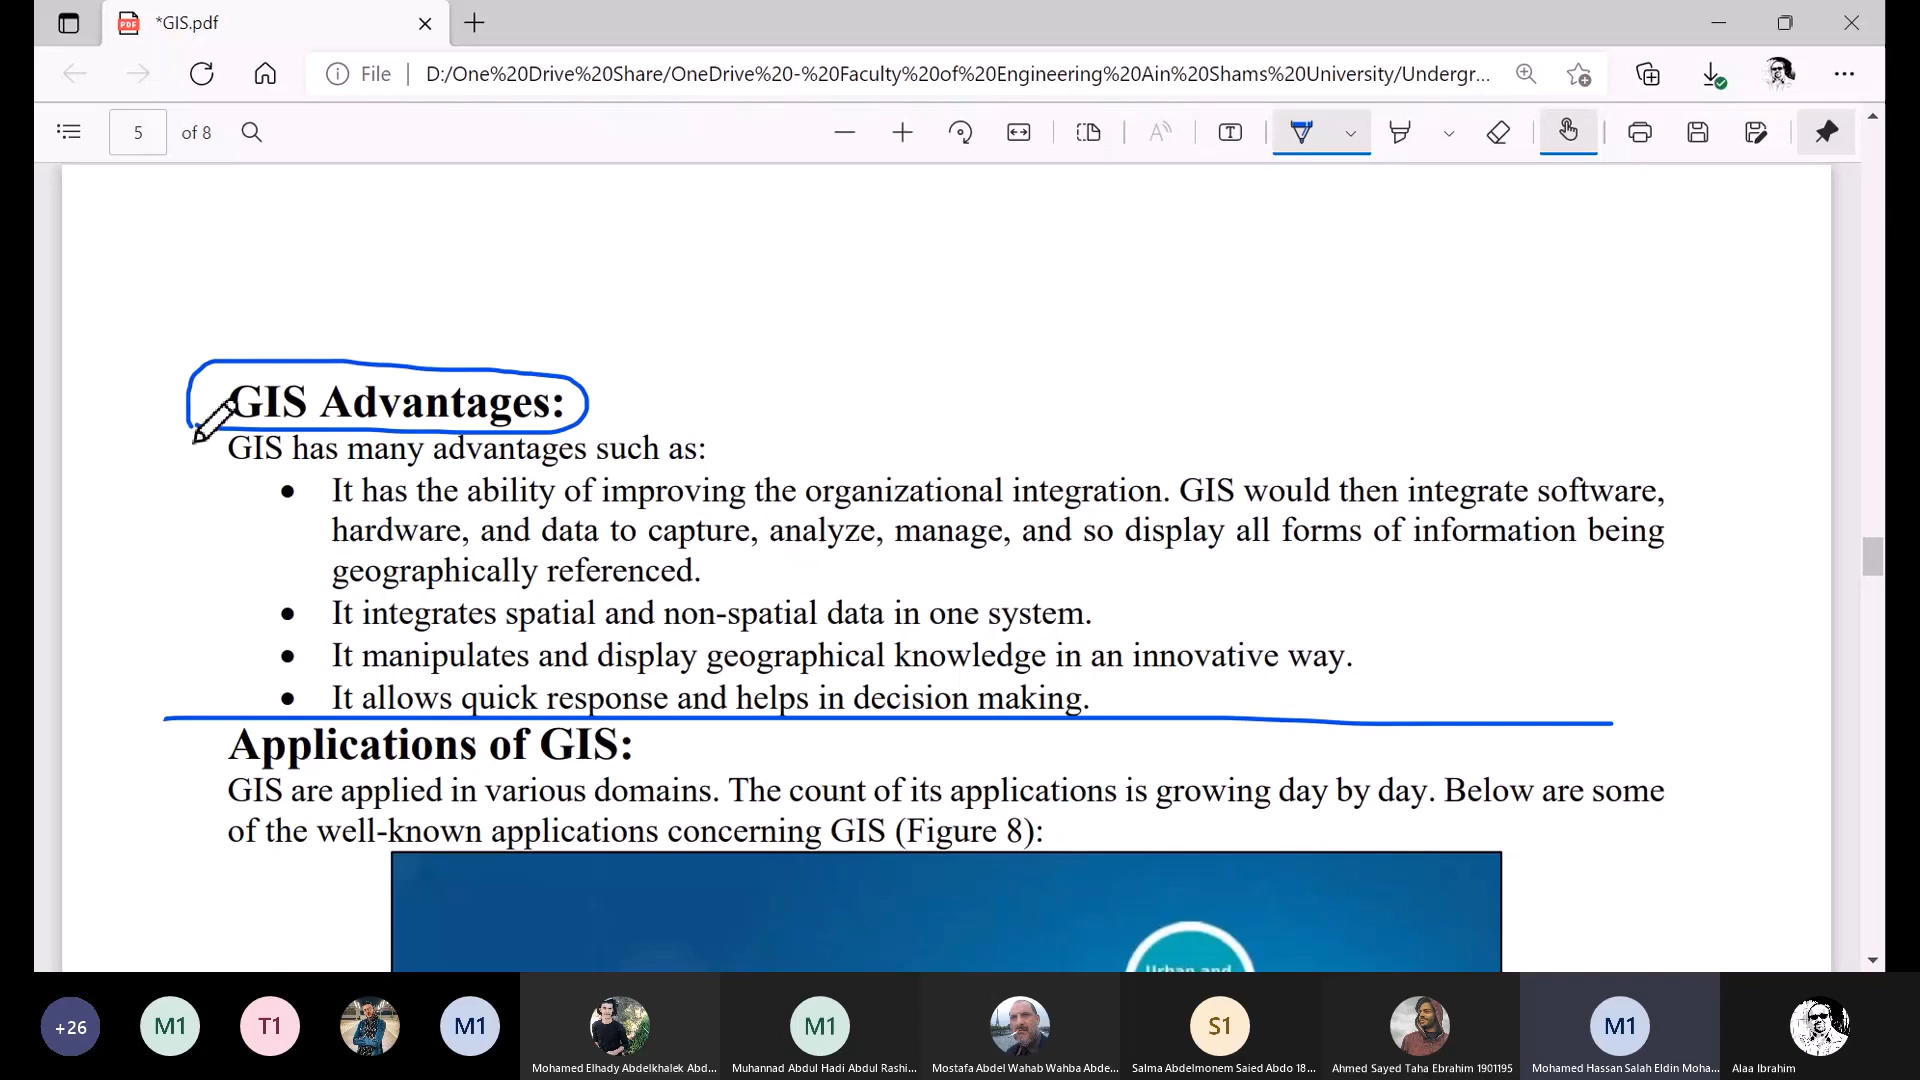 *GIS.pdf
File
D:/One%20Drive%20Share/OneDrive%20-%20Faculty%20of%20Engineering%20Ain%20Shams%20University/Undergr...
5 of 8
GIS Advantages:
GIS has many advantages such as:
• It has the ability of improving the organizational integration. GIS would then integrate software,
hardware, and data to capture, analyze, manage, and so display all forms of information being
geographically referenced.
• It integrates spatial and non-spatial data in one system.
• It manipulates and display geographical knowledge in an innovative way.
• It allows quick response and helps in decision making.
Applications of GIS:
GIS are applied in various domains. The count of its applications is growing day by day. Below are some
of the well-known applications concerning GIS (Figure 8):
Urban and
+26 M1 T1 M1 M1 S1 M1
Mohamed Elhady Abdelkhalek Abd...
Muhannad Abdul Hadi Abdul Rashi...
Mostafa Abdel Wahab Wahba Abde...
Salma Abdelmonem Saied Abdo 18...
Ahmed Sayed Taha Ebrahim 1901195
Mohamed Hassan Salah Eldin Moha...
Alaa Ibrahim